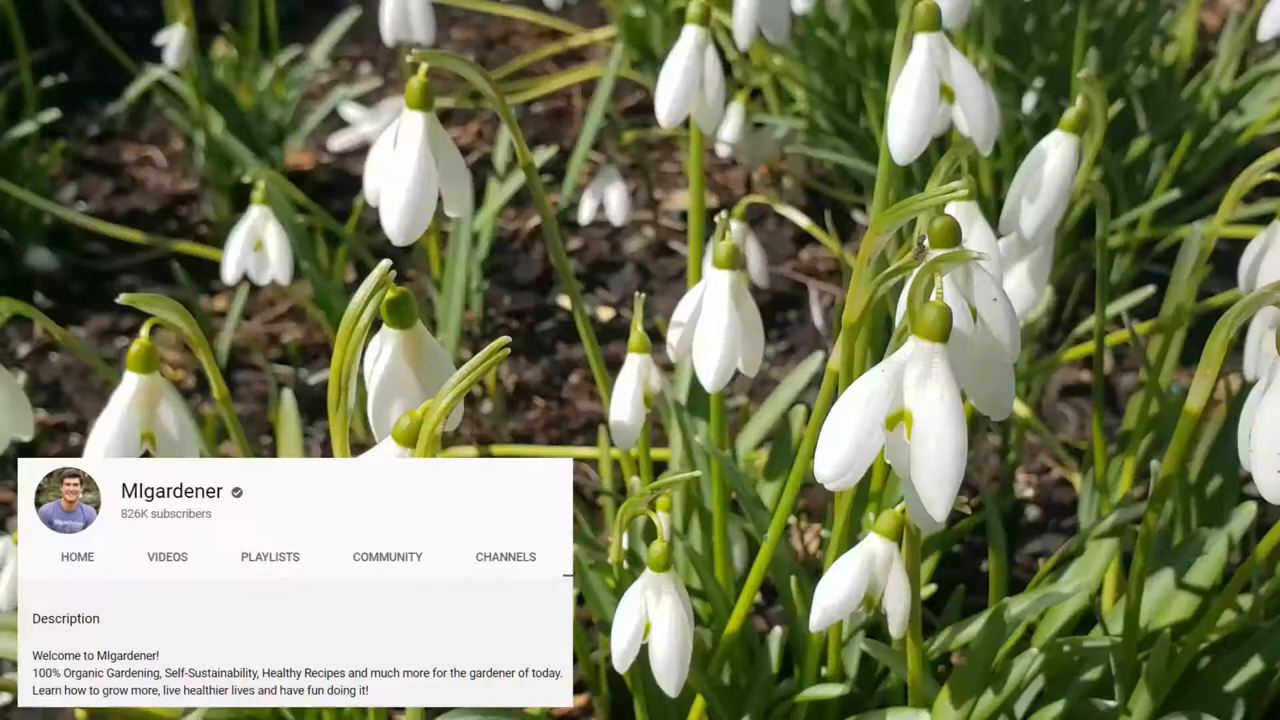 MIgardener
826K subscribers
HOME VIDEOS PLAYLISTS COMMUNITY CHANNELS
Description
Welcome to MIgardener!
100% Organic Gardening, Self-Sustainability, Healthy Recipes and much more for the gardener of today.
Learn how to grow more, live healthier lives and have fun doing it!